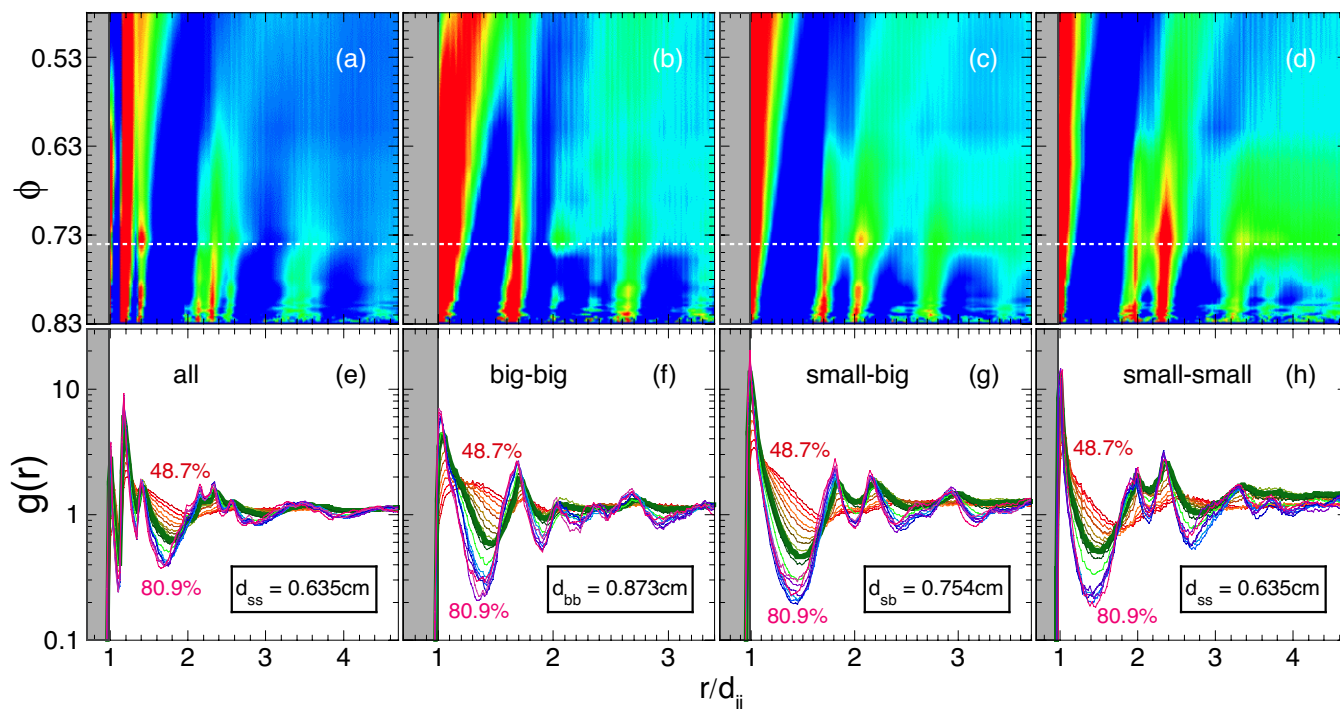 (a) (b) (c) (d)
0.53
0.63
ϕ
0.73
0.83
all (e) big-big (f) small-big (g) small-small (h)
10
48.7% 48.7% 48.7% 48.7%
g(r)
1
80.9% 80.9% 80.9% 80.9%
d_ss = 0.635cm d_bb = 0.873cm d_sb = 0.754cm d_ss = 0.635cm
0.1
1 2 3 4 1 2 3 1 2 3 1 2 3 4
r/d_ij